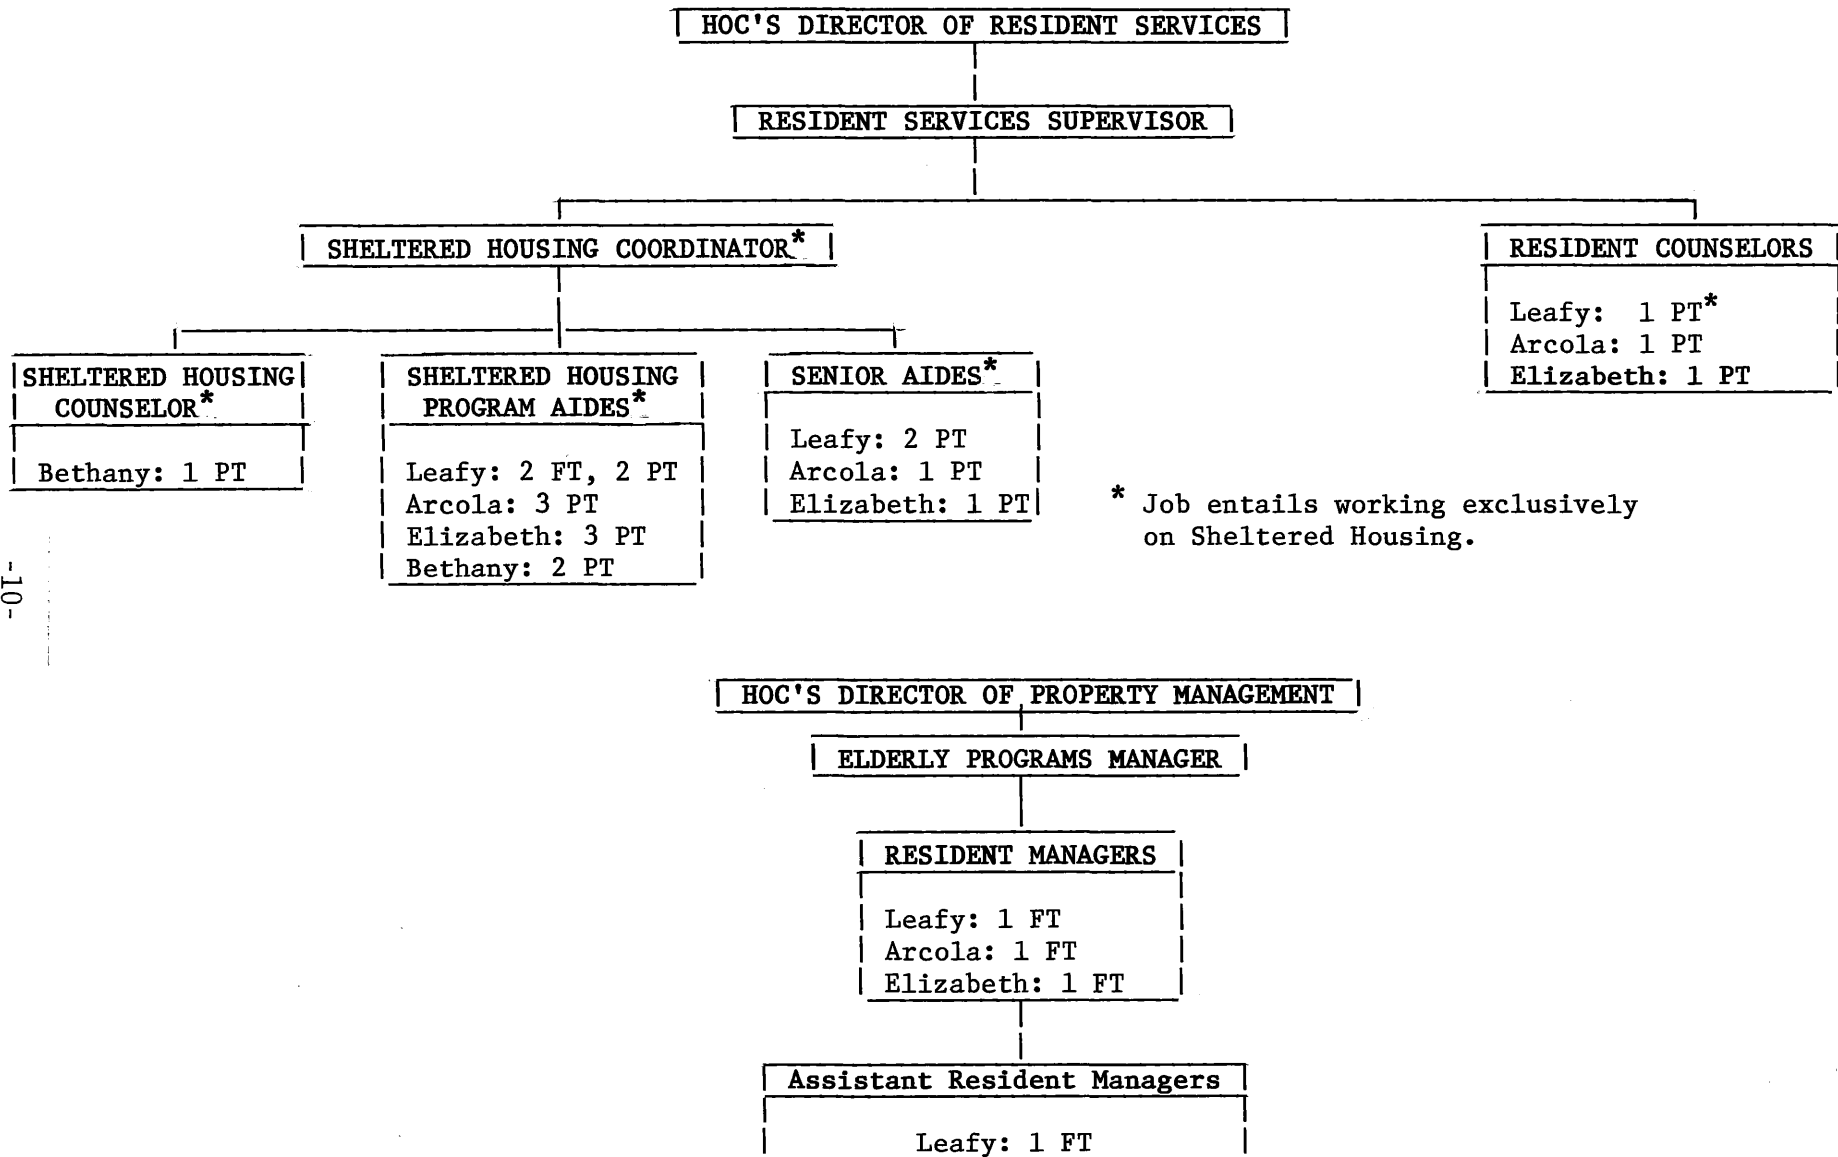 HOC'S DIRECTOR OF RESIDENT SERVICES
RESIDENT SERVICES SUPERVISOR
SHELTERED HOUSING COORDINATOR*
RESIDENT COUNSELORS
Leafy: 1 PT*
Arcola: 1 PT
Elizabeth: 1 PT
SHELTERED HOUSING
COUNSELOR*
Bethany: 1 PT
SHELTERED HOUSING
PROGRAM AIDES*
Leafy: 2 FT, 2 PT
Arcola: 3 PT
Elizabeth: 3 PT
Bethany: 2 PT
SENIOR AIDES*
Leafy: 2 PT
Arcola: 1 PT
Elizabeth: 1 PT
* Job entails working exclusively
on Sheltered Housing.
-10-
HOC'S DIRECTOR OF PROPERTY MANAGEMENT
ELDERLY PROGRAMS MANAGER
RESIDENT MANAGERS
Leafy: 1 FT
Arcola: 1 FT
Elizabeth: 1 FT
Assistant Resident Managers
Leafy: 1 FT